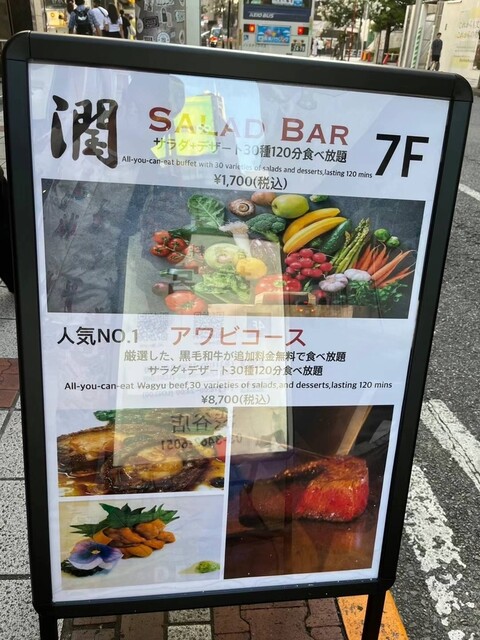 AXIO BUS
潤
SALAD BAR
7F
サラダ+デザート30種120分食べ放題
All-you-can-eat buffet with 30 varieties of salads and desserts,lasting 120 mins
¥1,700(税込)
人気NO.1 アワビコース
厳選した、黒毛和牛が追加料金無料で食べ放題
サラダ+デザート30種120分食べ放題
All-you-can-eat Wagyu beef,30 varieties of salads,and desserts,lasting 120 mins
¥8,700(税込)